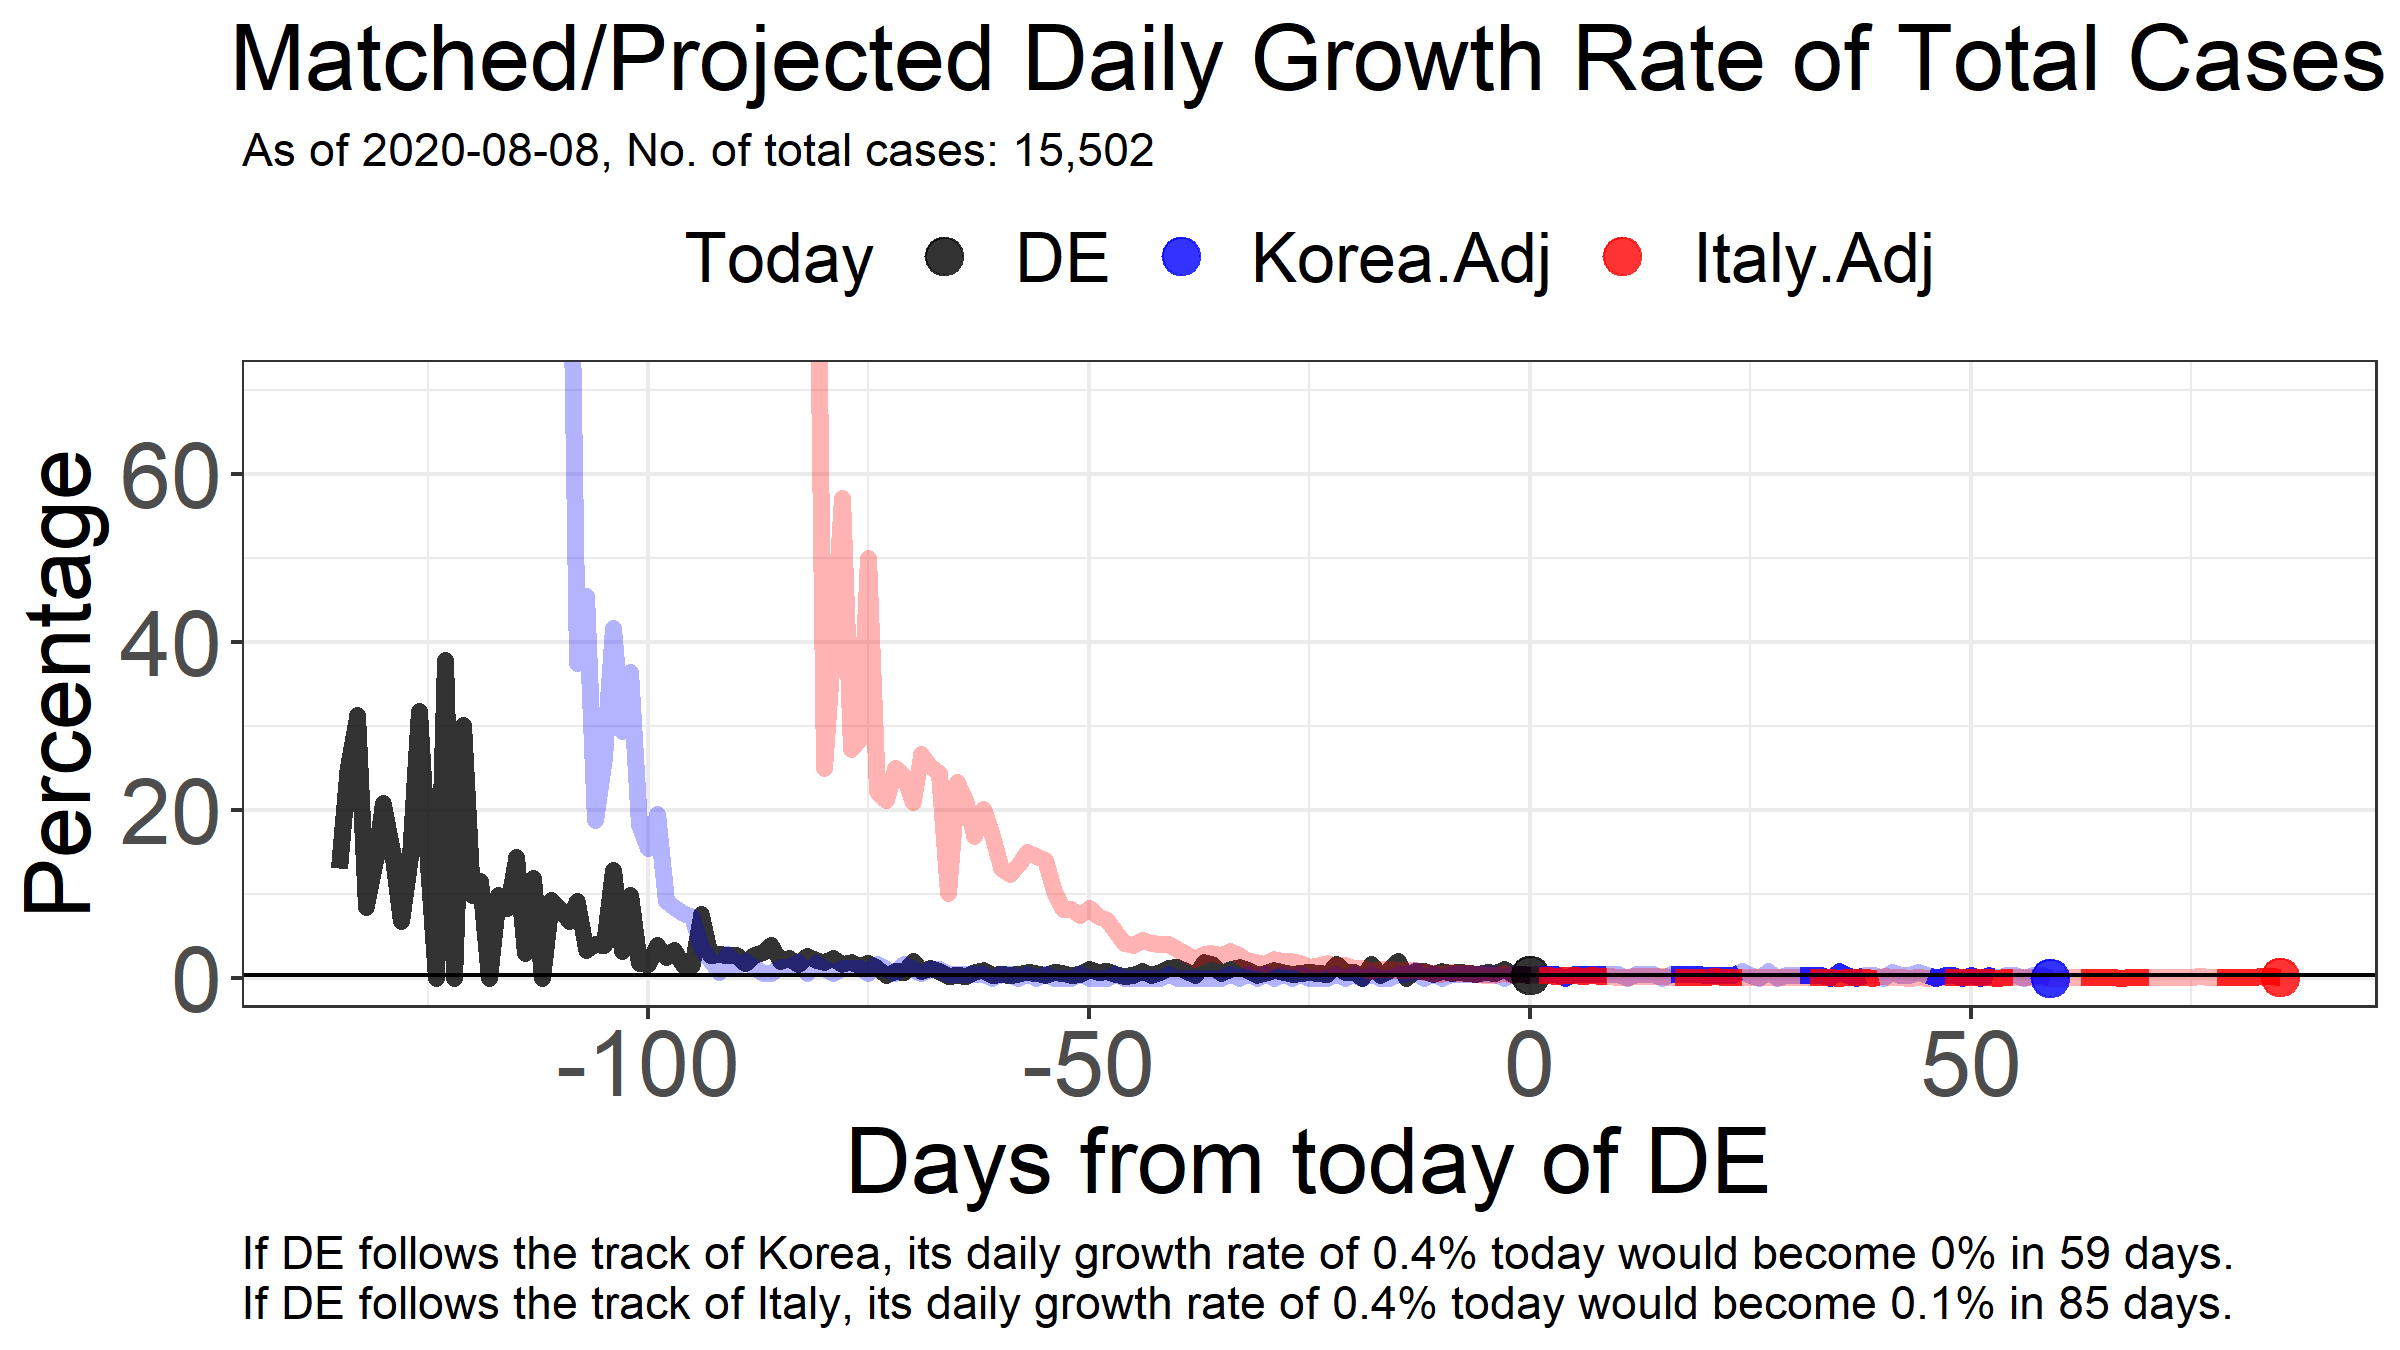 Matched/Projected Daily Growth Rate of Total Cases
As of 2020-08-08, No. of total cases: 15,502
Today DE Korea.Adj Italy.Adj
Percentage
60
40
20
0
-100 -50 0 50
Days from today of DE
If DE follows the track of Korea, its daily growth rate of 0.4% today would become 0% in 59 days.
If DE follows the track of Italy, its daily growth rate of 0.4% today would become 0.1% in 85 days.